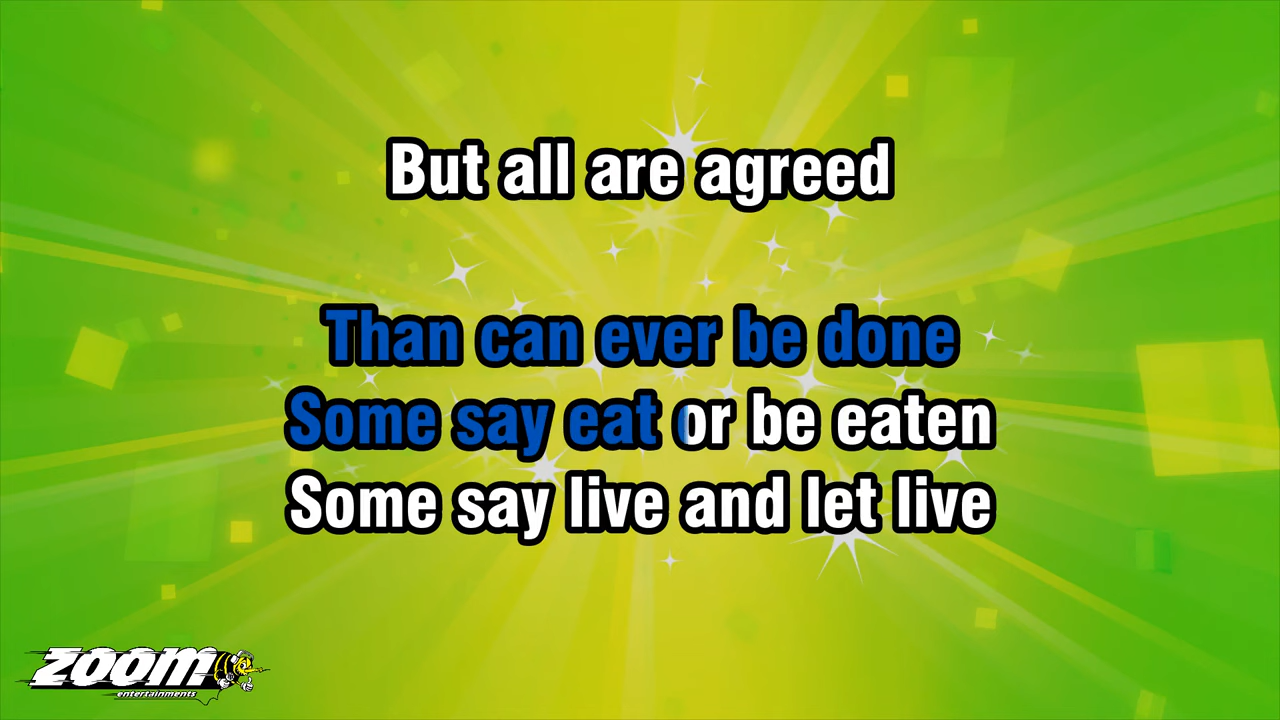 But all are agreed
Than can ever be done
Some say eat or be eaten
Some say live and let live
zoom
entertainments